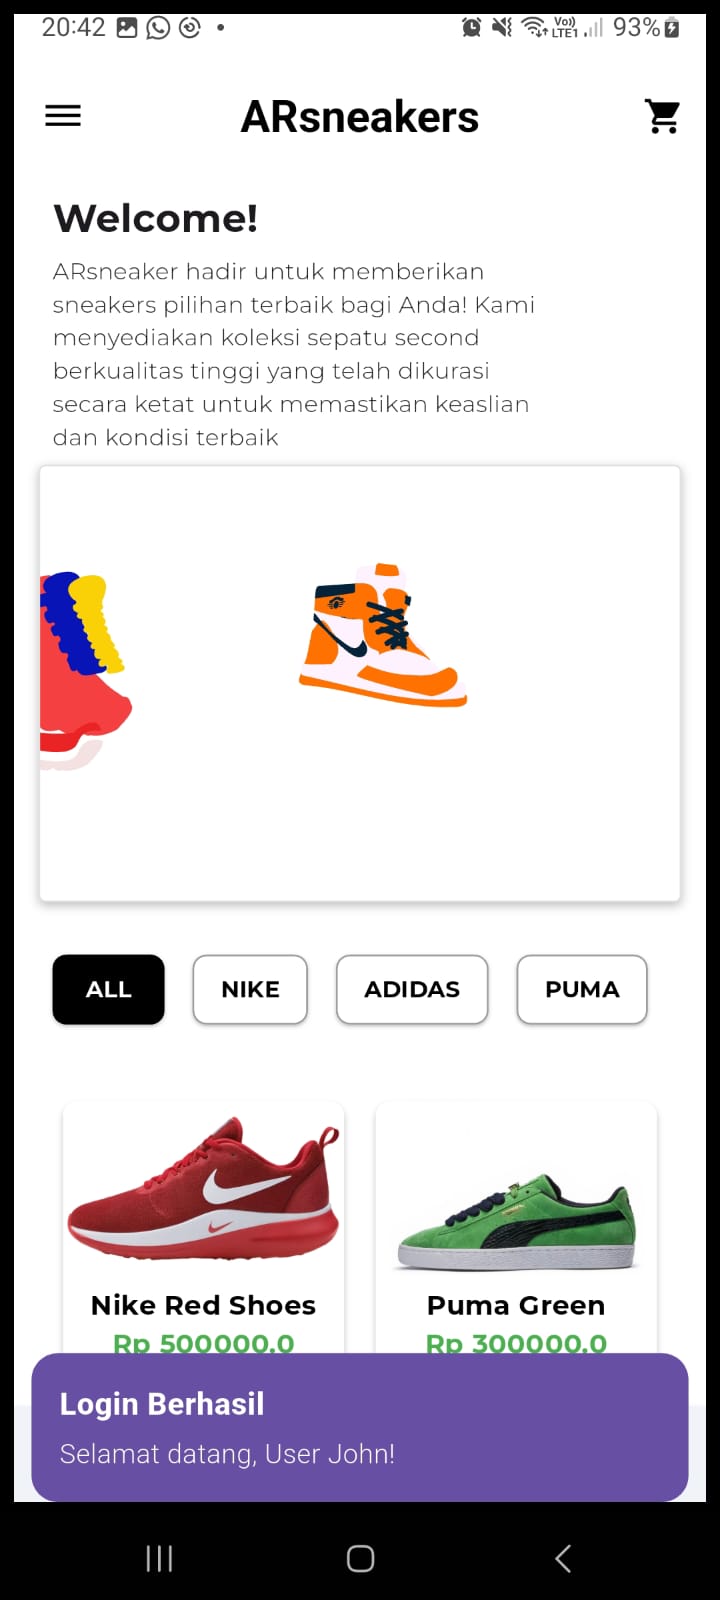 20:42
Vo))
LTE1
93%
ARsneakers
Welcome!
ARsneaker hadir untuk memberikan
sneakers pilihan terbaik bagi Anda! Kami
menyediakan koleksi sepatu second
berkualitas tinggi yang telah dikurasi
secara ketat untuk memastikan keaslian
dan kondisi terbaik
ALL NIKE ADIDAS PUMA
Nike Red Shoes
Rp 500000.0
Puma Green
Rp 300000.0
Login Berhasil
Selamat datang, User John!